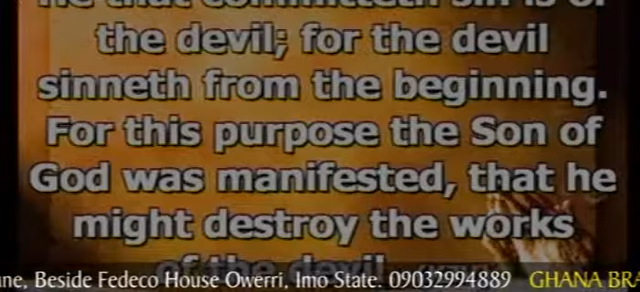 he that committeth sin is of
the devil; for the devil
sinneth from the beginning.
For this purpose the Son of
God was manifested, that he
might destroy the works
of the devil.
ne, Beside Fedeco House Owerri, Imo State. 09032994889 GHANA BRA